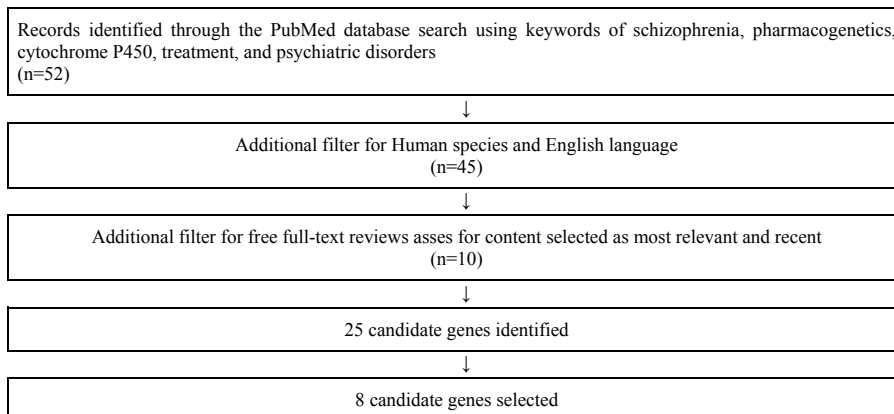 Records identified through the PubMed database search using keywords of schizophrenia, pharmacogenetics,
cytochrome P450, treatment, and psychiatric disorders
(n=52)
↓
Additional filter for Human species and English language
(n=45)
↓
Additional filter for free full-text reviews asses for content selected as most relevant and recent
(n=10)
↓
25 candidate genes identified
↓
8 candidate genes selected